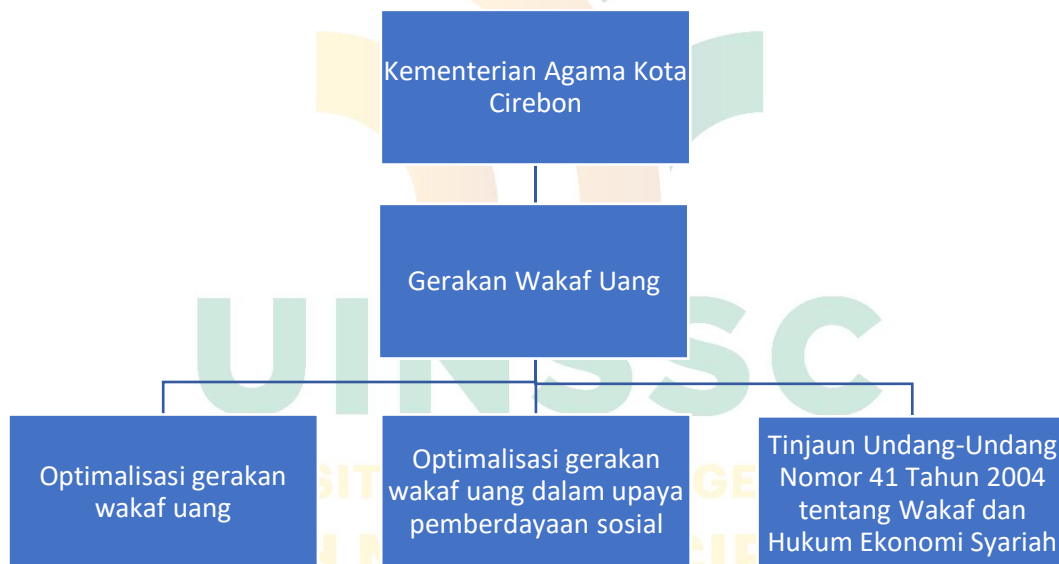 Kementerian Agama Kota
Cirebon
Gerakan Wakaf Uang
UINSSC
Optimalisasi gerakan
wakaf uang
Optimalisasi gerakan
wakaf uang dalam upaya
pemberdayaan sosial
Tinjaun Undang-Undang
Nomor 41 Tahun 2004
tentang Wakaf dan
Hukum Ekonomi Syariah